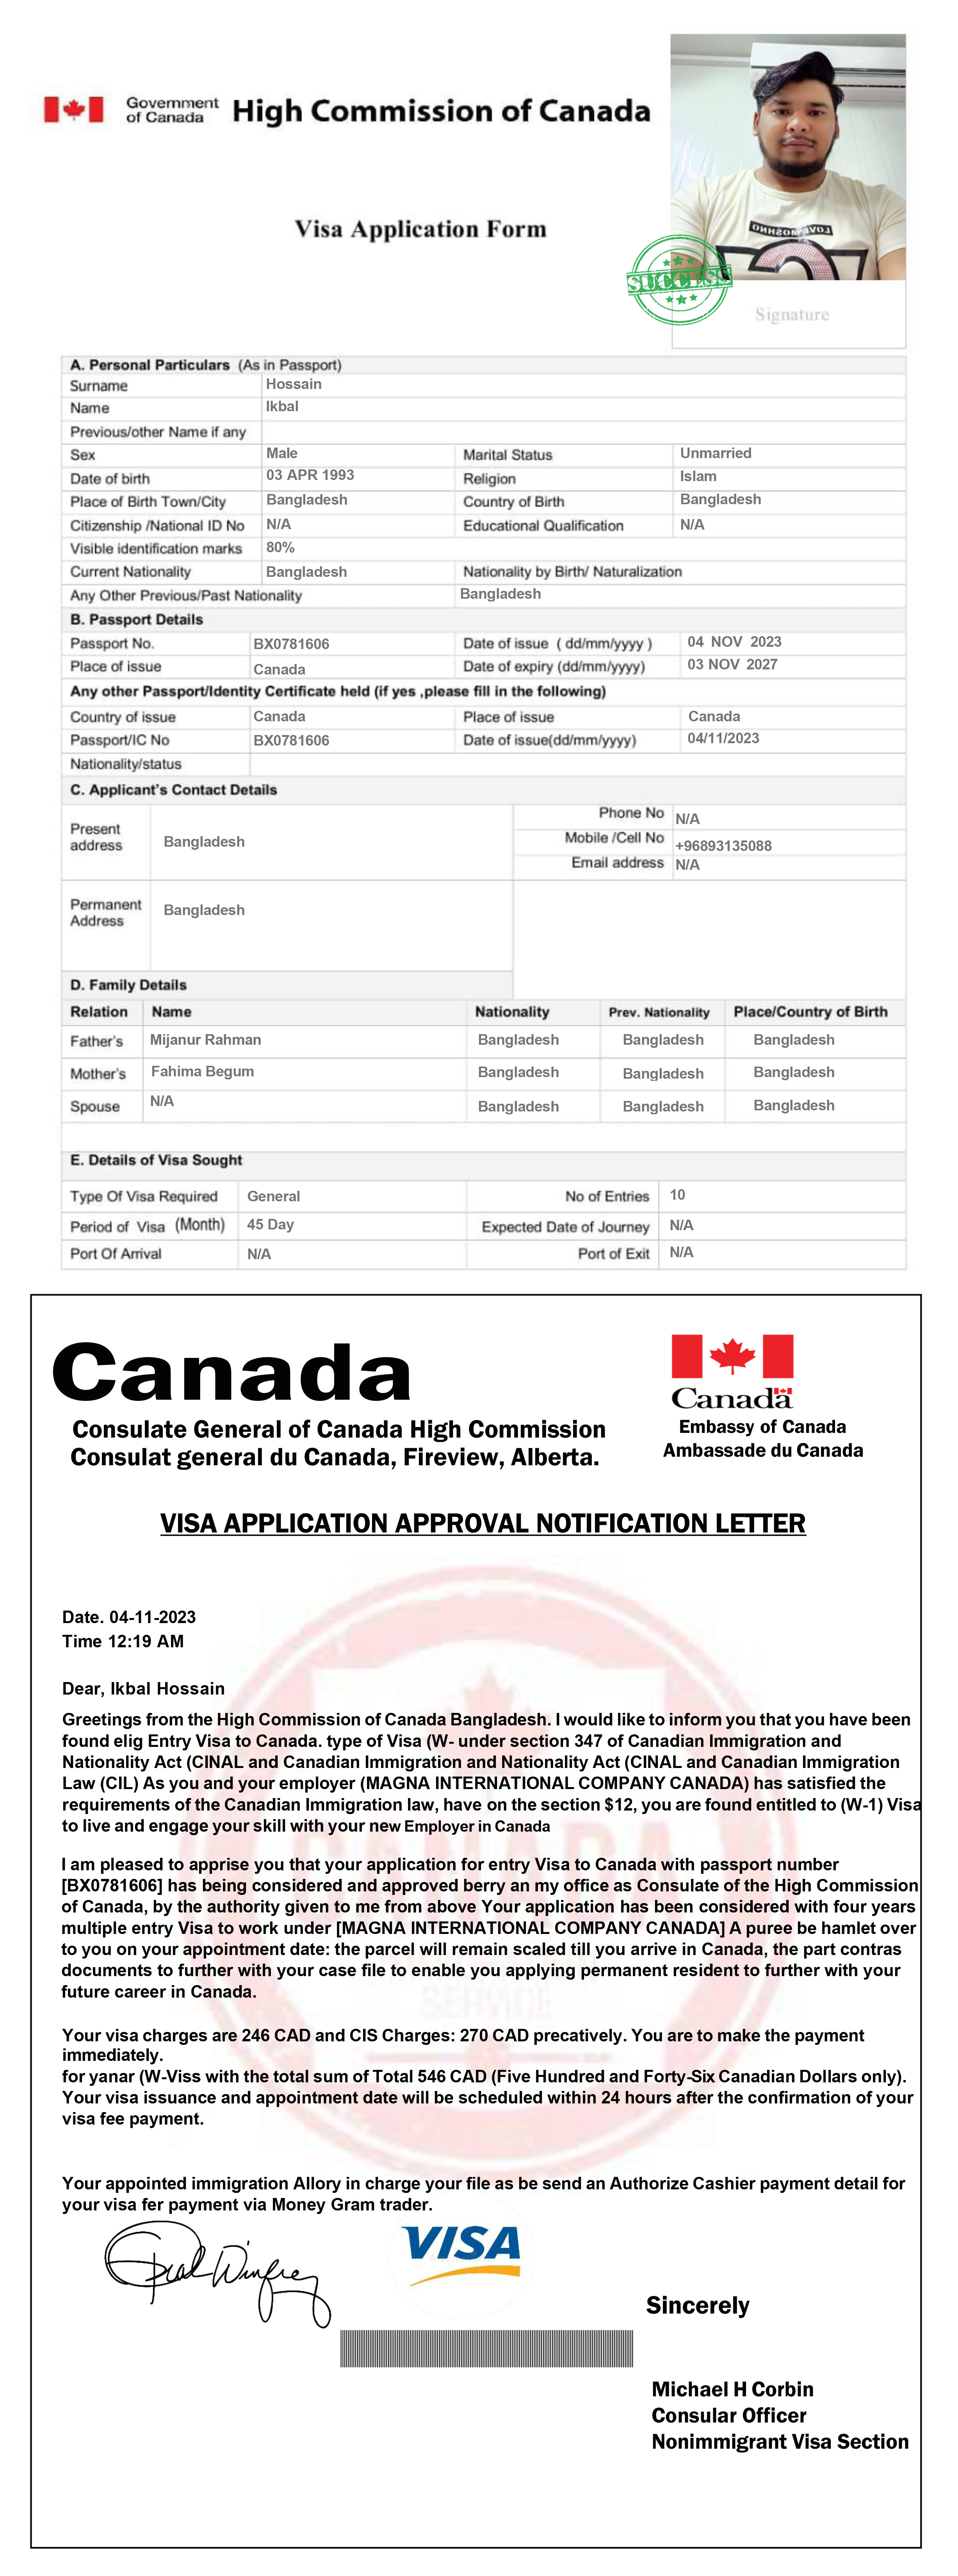 Government
of Canada
High Commission of Canada
Visa Application Form
LOVE MOSHINO
SUCCESS
Signature
A. Personal Particulars (As in Passport)
Surname Hossain
Name Ikbal
Previous/other Name if any
Sex Male Marital Status Unmarried
Date of birth 03 APR 1993 Religion Islam
Place of Birth Town/City Bangladesh Country of Birth Bangladesh
Citizenship /National ID No N/A Educational Qualification N/A
Visible identification marks 80%
Current Nationality Bangladesh Nationality by Birth/ Naturalization
Any Other Previous/Past Nationality Bangladesh
B. Passport Details
Passport No. BX0781606 Date of issue ( dd/mm/yyyy ) 04 NOV 2023
Place of issue Canada Date of expiry (dd/mm/yyyy) 03 NOV 2027
Any other Passport/Identity Certificate held (if yes ,please fill in the following)
Country of issue Canada Place of issue Canada
Passport/IC No BX0781606 Date of issue(dd/mm/yyyy) 04/11/2023
Nationality/status
C. Applicant's Contact Details
Present address Bangladesh
Phone No N/A
Mobile /Cell No +96893135088
Email address N/A
Permanent Address Bangladesh
D. Family Details
Relation Name Nationality Prev. Nationality Place/Country of Birth
Father's Mijanur Rahman Bangladesh Bangladesh Bangladesh
Mother's Fahima Begum Bangladesh Bangladesh Bangladesh
Spouse N/A Bangladesh Bangladesh Bangladesh
E. Details of Visa Sought
Type Of Visa Required General No of Entries 10
Period of Visa (Month) 45 Day Expected Date of Journey N/A
Port Of Arrival N/A Port of Exit N/A
Canada
Consulate General of Canada High Commission
Consulat general du Canada, Fireview, Alberta.
Canada
Embassy of Canada
Ambassade du Canada
VISA APPLICATION APPROVAL NOTIFICATION LETTER
Date. 04-11-2023
Time 12:19 AM
Dear, Ikbal Hossain
Greetings from the High Commission of Canada Bangladesh. I would like to inform you that you have been
found elig Entry Visa to Canada. type of Visa (W- under section 347 of Canadian Immigration and
Nationality Act (CINAL and Canadian Immigration and Nationality Act (CINAL and Canadian Immigration
Law (CIL) As you and your employer (MAGNA INTERNATIONAL COMPANY CANADA) has satisfied the
requirements of the Canadian Immigration law, have on the section $12, you are found entitled to (W-1) Visa
to live and engage your skill with your new Employer in Canada
I am pleased to apprise you that your application for entry Visa to Canada with passport number
[BX0781606] has being considered and approved berry an my office as Consulate of the High Commission
of Canada, by the authority given to me from above Your application has been considered with four years
multiple entry Visa to work under [MAGNA INTERNATIONAL COMPANY CANADA] A puree be hamlet over
to you on your appointment date: the parcel will remain scaled till you arrive in Canada, the part contras
documents to further with your case file to enable you applying permanent resident to further with your
future career in Canada.
CANADA
SERVICE
Your visa charges are 246 CAD and CIS Charges: 270 CAD precatively. You are to make the payment
immediately.
for yanar (W-Viss with the total sum of Total 546 CAD (Five Hundred and Forty-Six Canadian Dollars only).
Your visa issuance and appointment date will be scheduled within 24 hours after the confirmation of your
visa fee payment.
Your appointed immigration Allory in charge your file as be send an Authorize Cashier payment detail for
your visa fer payment via Money Gram trader.
VISA
Sincerely
Michael H Corbin
Consular Officer
Nonimmigrant Visa Section